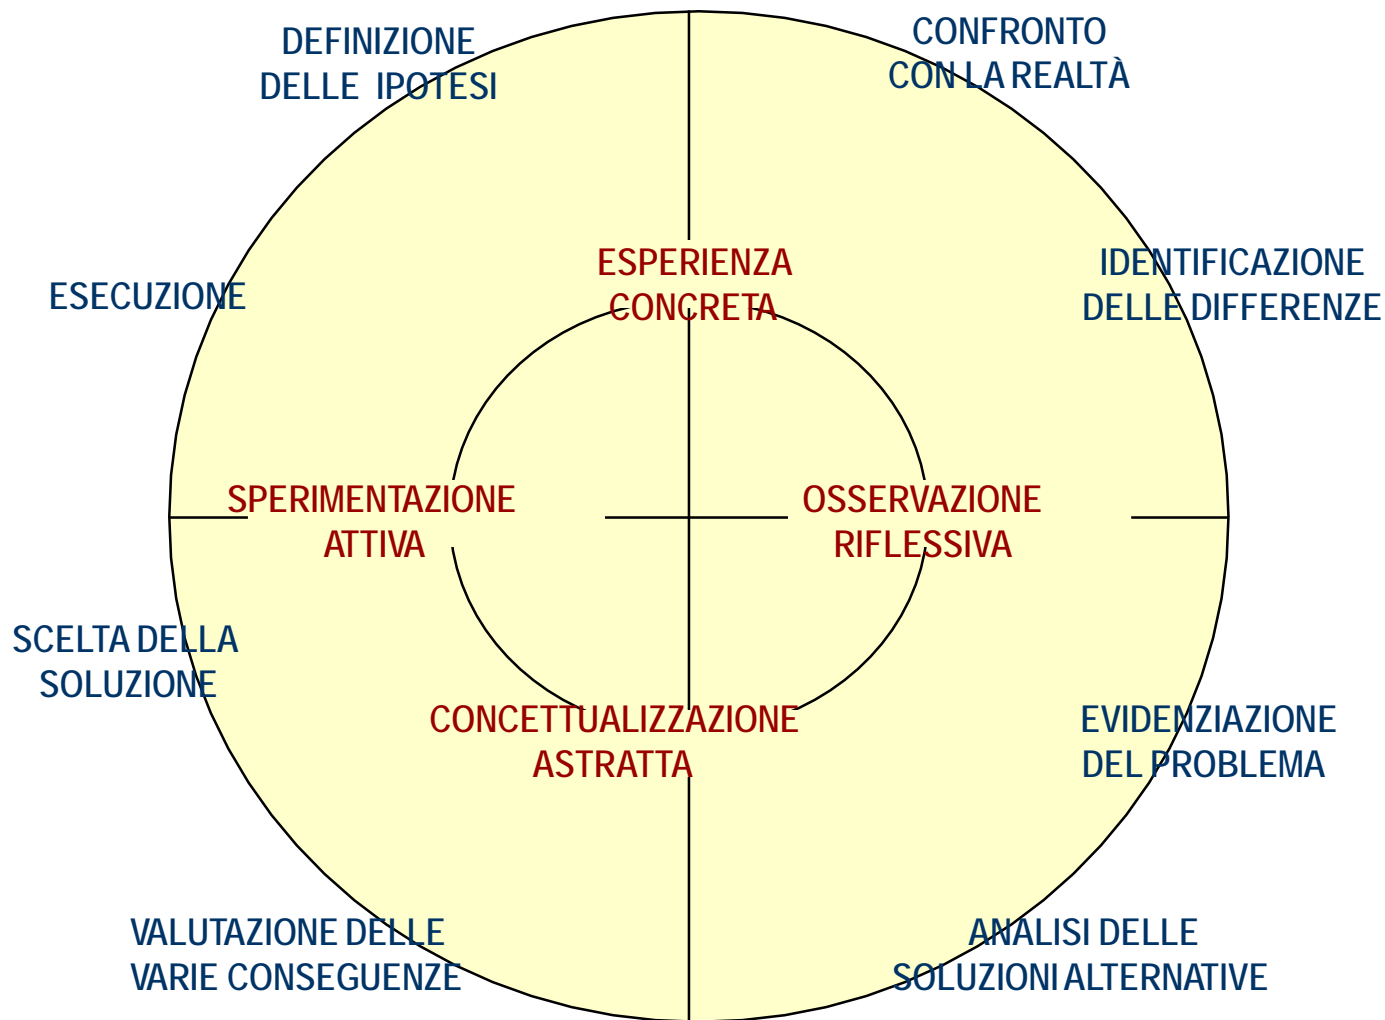 DEFINIZIONE
DELLE IPOTESI
CONFRONTO
CON LA REALTÀ
ESECUZIONE
ESPERIENZA
CONCRETA
IDENTIFICAZIONE
DELLE DIFFERENZE
SPERIMENTAZIONE
ATTIVA
OSSERVAZIONE
RIFLESSIVA
SCELTA DELLA
SOLUZIONE
CONCETTUALIZZAZIONE
ASTRATTA
EVIDENZIAZIONE
DEL PROBLEMA
VALUTAZIONE DELLE
VARIE CONSEGUENZE
ANALISI DELLE
SOLUZIONI ALTERNATIVE